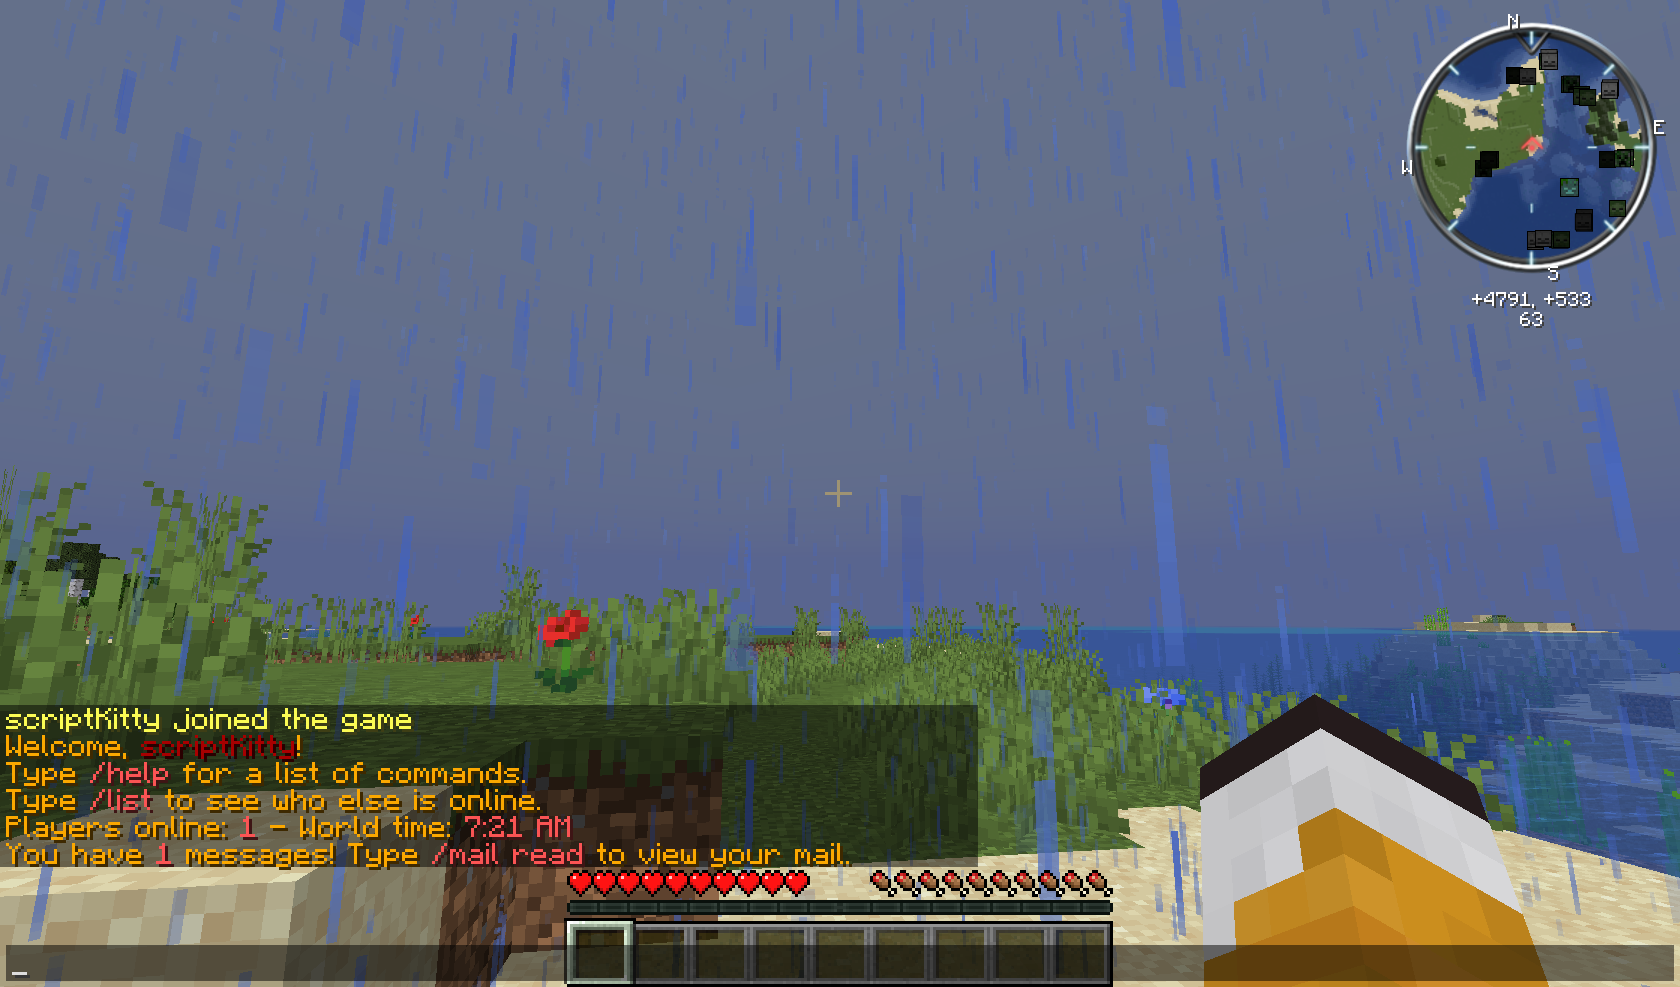 N
E
W
S
+4791, +533
63
scriptKitty joined the game
Welcome, scriptKitty!
Type /help for a list of commands.
Type /list to see who else is online.
Players online: 1 - World time: 7:21 AM
You have 1 messages! Type /mail read to view your mail.
_